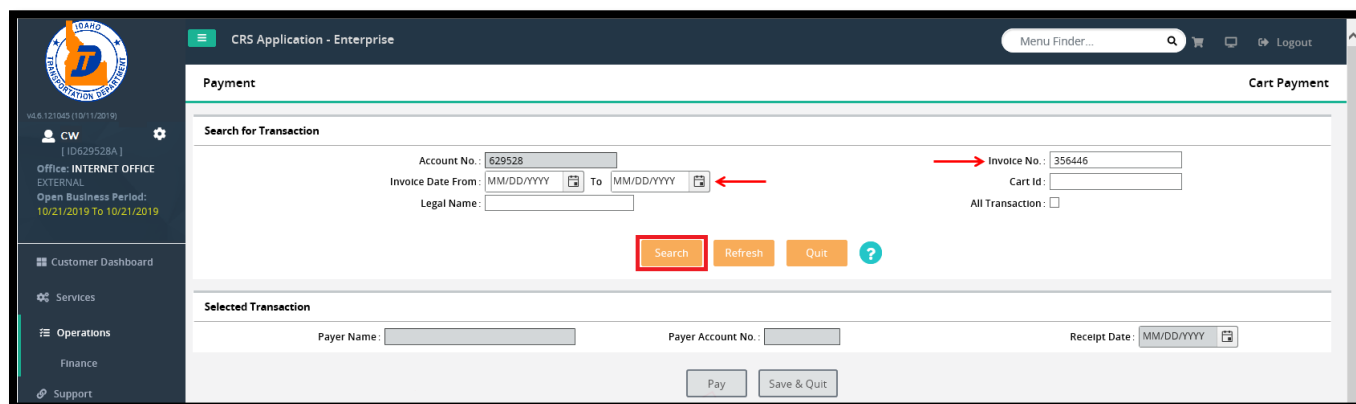 IDAHO
TRANSPORTATION DEPARTMENT
CRS Application - Enterprise
Menu Finder...
Logout
Payment
Cart Payment
v4.6.121045 (10/11/2019)
CW
[ ID629528A ]
Office: INTERNET OFFICE
EXTERNAL
Open Business Period:
10/21/2019 To 10/21/2019
Customer Dashboard
Services
Operations
Finance
Support
Search for Transaction
Account No. : 629528
Invoice No. : 356446
Invoice Date From : MM/DD/YYYY To MM/DD/YYYY
Cart Id :
Legal Name :
All Transaction :
Search Refresh Quit ?
Selected Transaction
Payer Name : Payer Account No. : Receipt Date : MM/DD/YYYY
Pay Save & Quit